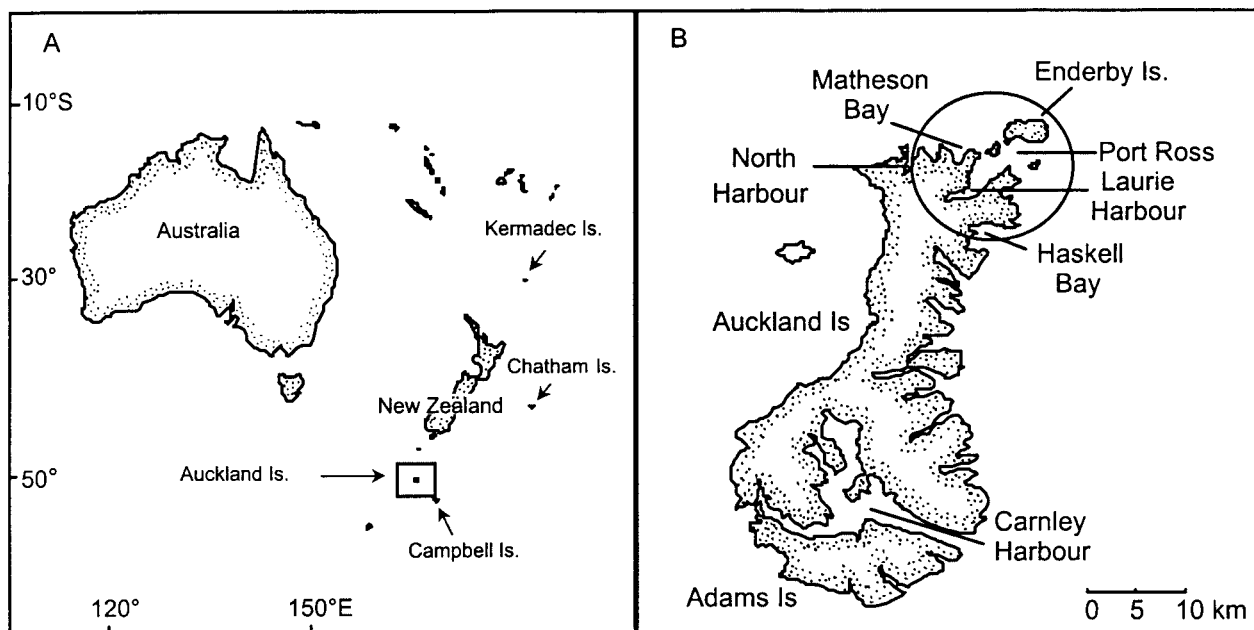 A
10°S
Australia
Kermadec Is.
30°
Chatham Is.
New Zealand
Auckland Is.
50°
Campbell Is.
120°
150°E
B
Enderby Is.
Matheson
Bay
North
Harbour
Port Ross
Laurie
Harbour
Haskell
Bay
Auckland Is
Carnley
Harbour
Adams Is
0 5 10 km